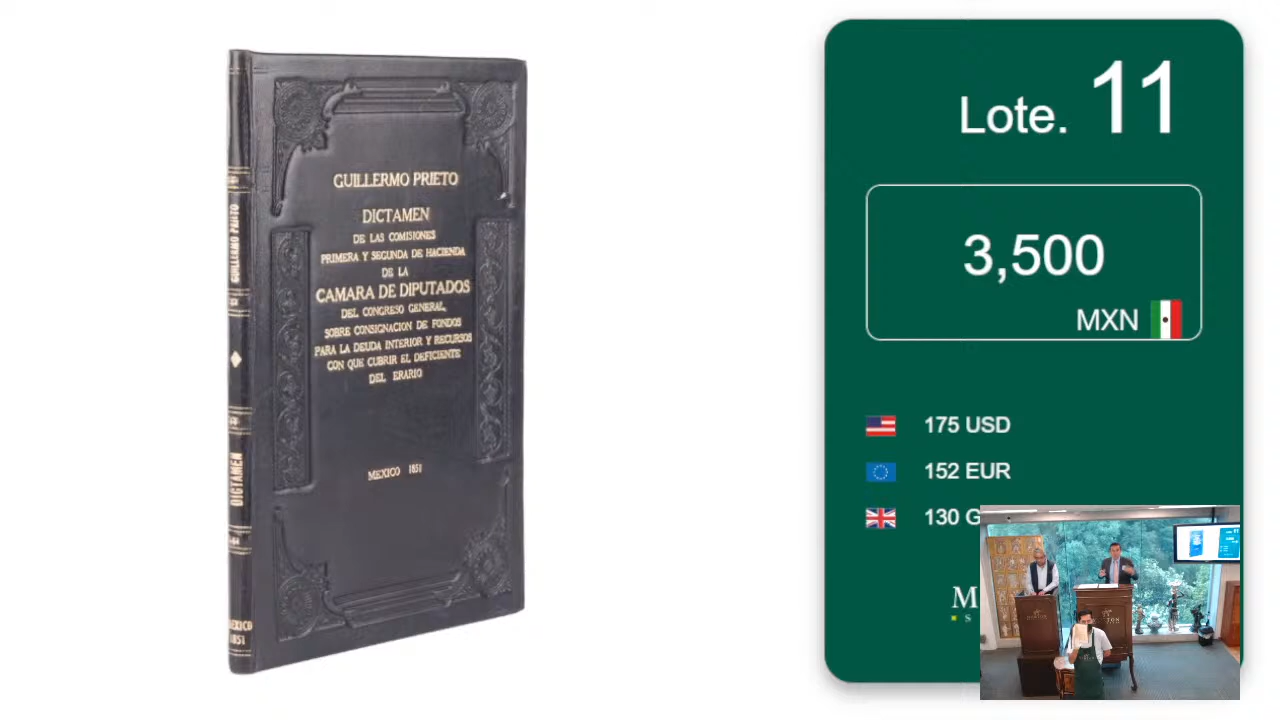 GUILLERMO PRIETO
DICTAMEN
DE LAS COMISIONES
PRIMERA Y SEGUNDA DE HACIENDA
DE LA
CAMARA DE DIPUTADOS
DEL CONGRESO GENERAL,
SOBRE CONSIGNACION DE FONDOS
PARA LA DEUDA INTERIOR Y RECURSOS
CON QUE CUBRIR EL DEFICIENTE
DEL ERARIO
MEXICO 1851
GUILLERMO PRIETO
DICTAMEN
MEXICO
1851
Lote. 11
3,500
MXN
175 USD
152 EUR
130 G
M
S